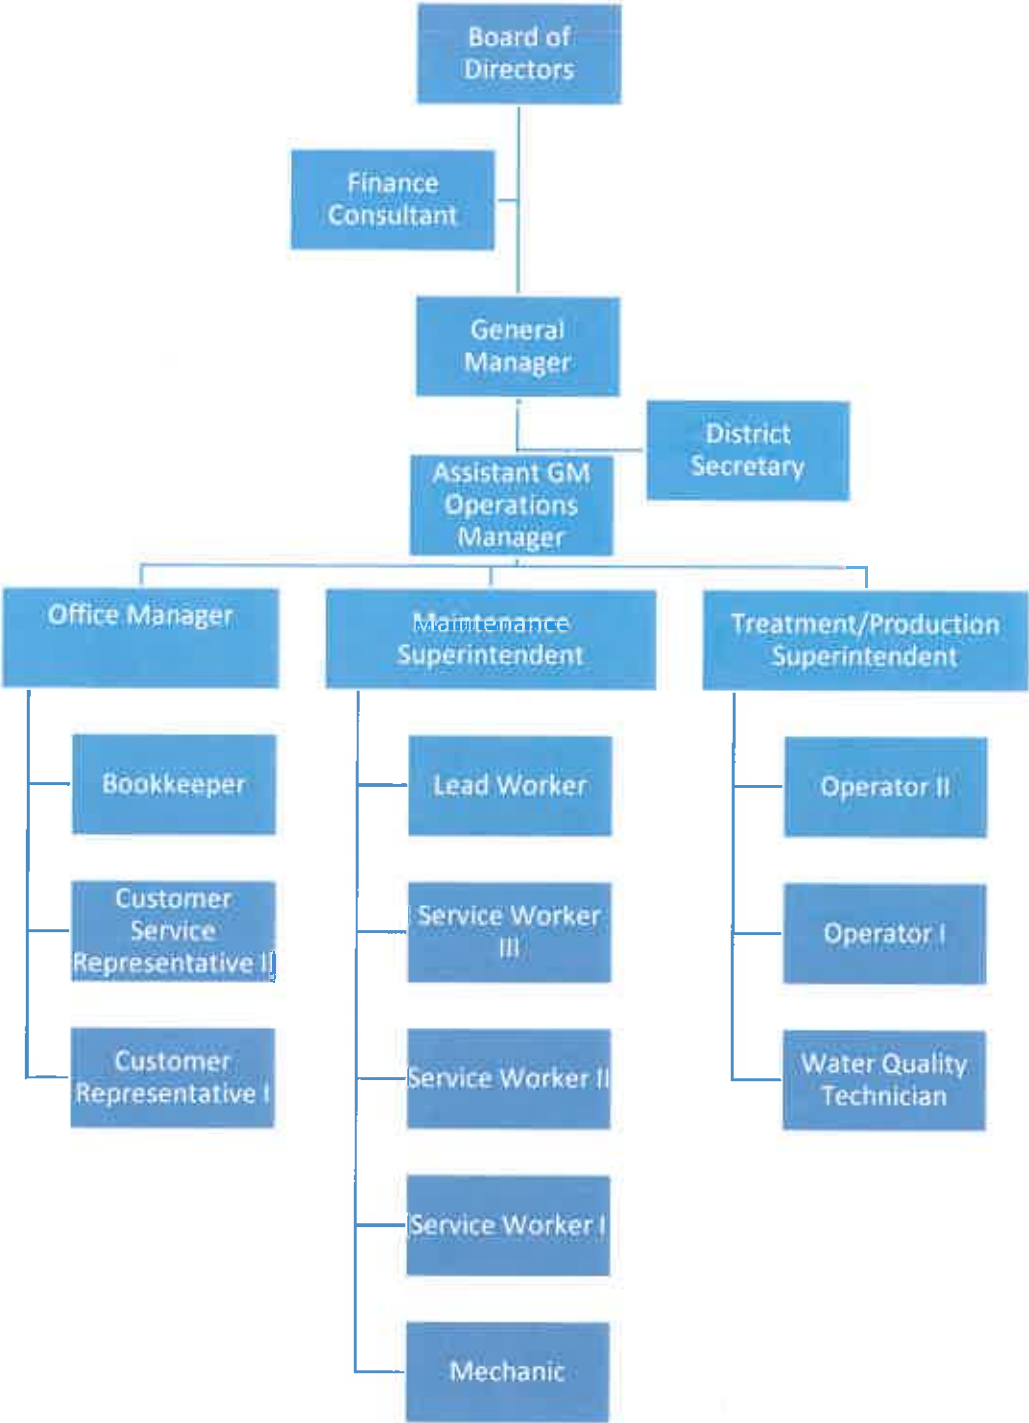 Board of
Directors
Finance
Consultant
General
Manager
District
Secretary
Assistant GM
Operations
Manager
Office Manager
Maintenance
Superintendent
Treatment/Production
Superintendent
Bookkeeper
Lead Worker
Operator II
Customer
Service
Representative II
Service Worker
III
Operator I
Customer
Representative I
Service Worker II
Water Quality
Technician
Service Worker I
Mechanic